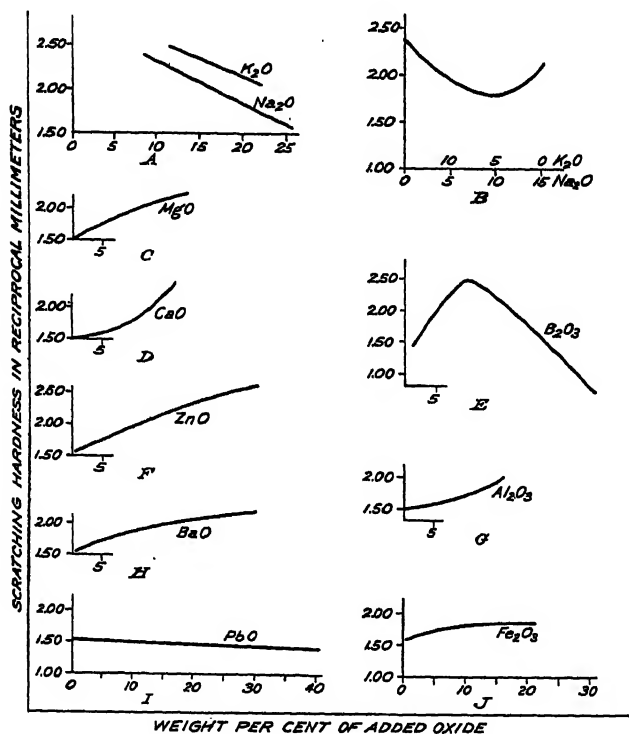 SCRATCHING HARDNESS IN RECIPROCAL MILLIMETERS
2.50
2.00
1.50
K2O
Na2O
0 5 10 15 20 25
A
2.50
2.00
1.50
1.00
10 5 0 K2O
0 5 10 15 Na2O
B
2.00
1.50
MgO
5
C
2.00
1.50
CaO
5
D
2.50
2.00
1.50
1.00
B2O3
5
E
2.50
2.00
1.50
ZnO
5
F
2.00
1.50
Al2O3
5
G
2.00
1.50
BaO
5
H
2.00
1.50
1.00
PbO
0 10 20 30 40
I
2.00
1.50
1.00
Fe2O3
0 10 20 30
J
WEIGHT PER CENT OF ADDED OXIDE